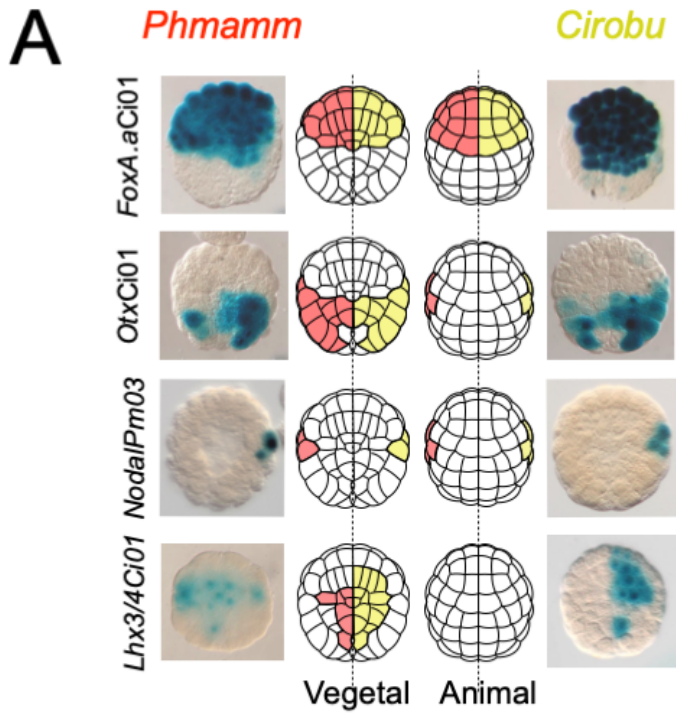 A
Phmamm Cirobu
FoxA.aCi01
OtxCi01
NodalPm03
Lhx3/4Ci01
Vegetal Animal